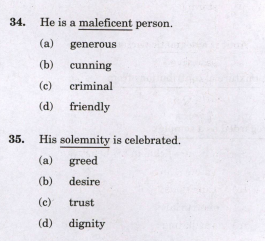 34. He is a maleficent person.
(a) generous
(b) cunning
(c) criminal
(d) friendly
35. His solemnity is celebrated.
(a) greed
(b) desire
(c) trust
(d) dignity